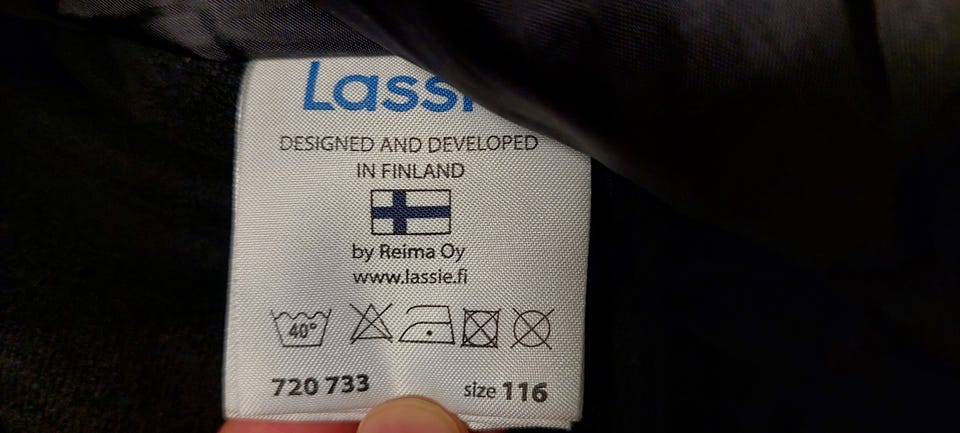 Lassi
DESIGNED AND DEVELOPED
IN FINLAND
by Reima Oy
www.lassie.fi
40°
720 733 size 116